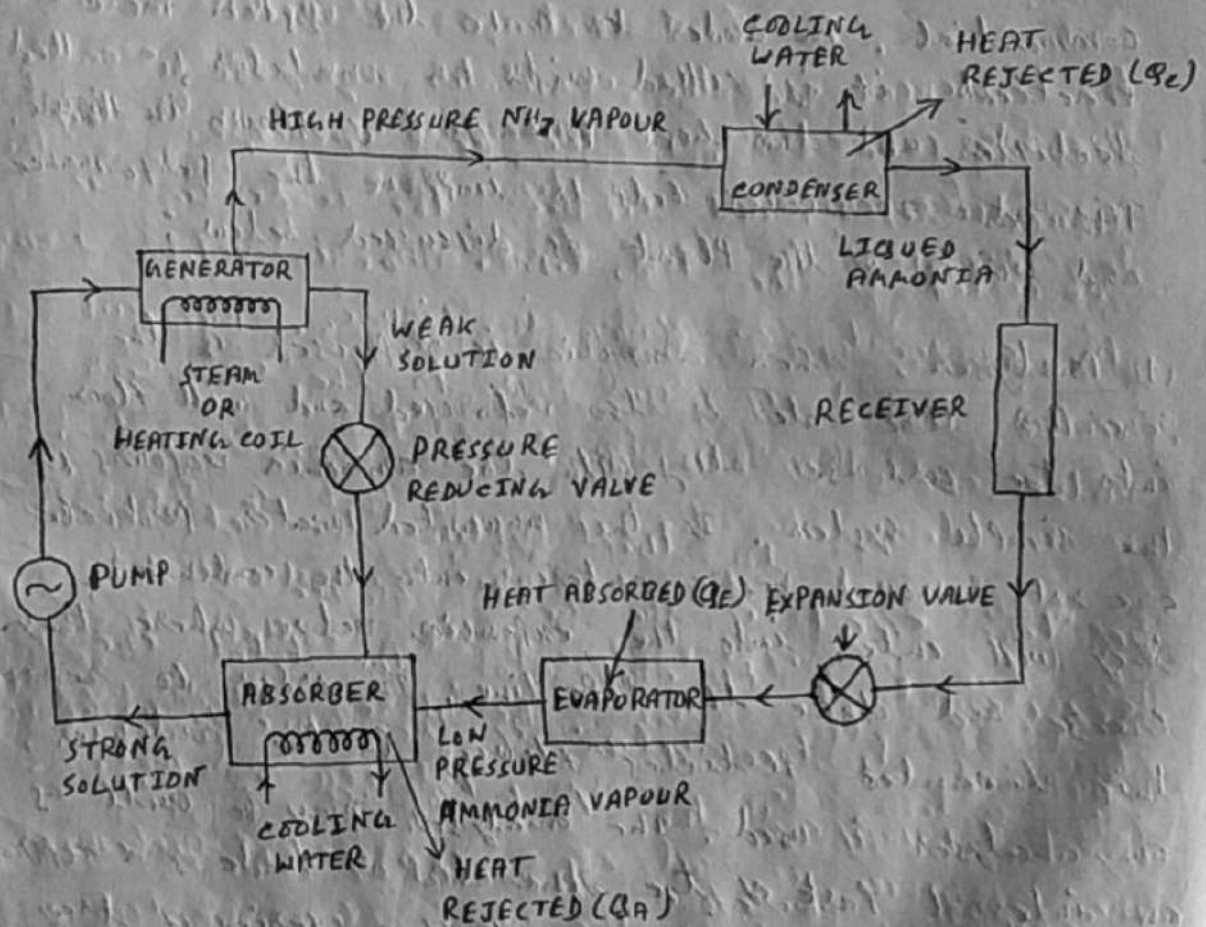 COOLING
WATER
HEAT
REJECTED (QC)
HIGH PRESSURE NH3 VAPOUR
CONDENSER
GENERATOR
LIQUED
AMMONIA
WEAK
SOLUTION
STEAM
OR
HEATING COIL
RECEIVER
PRESSURE
REDUCING VALVE
PUMP
HEAT ABSORBED (QE)
EXPANSION VALVE
ABSORBER
EVAPORATOR
STRONG
SOLUTION
LOW
PRESSURE
AMMONIA VAPOUR
COOLING
WATER
HEAT
REJECTED (QA)